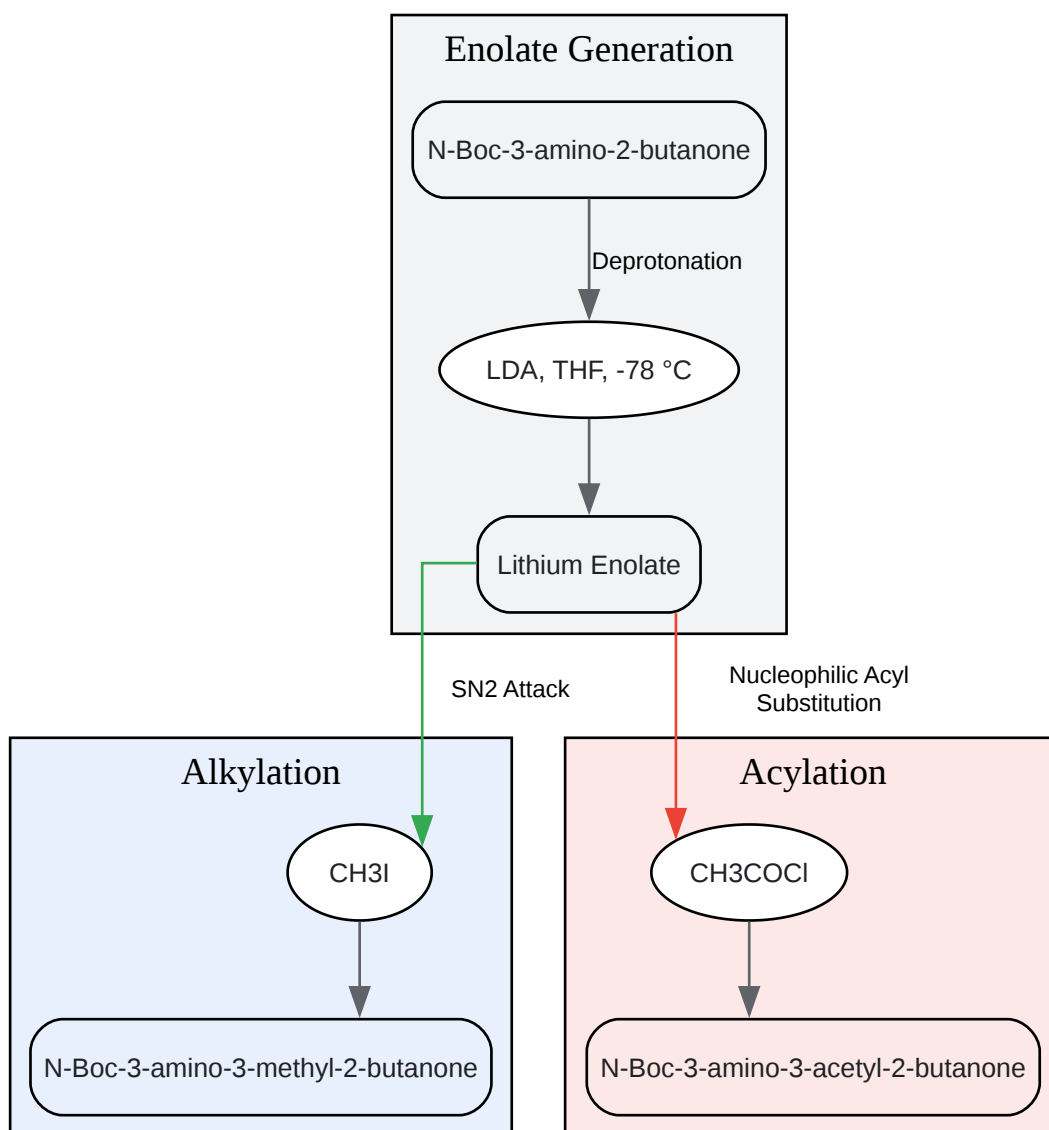 Enolate Generation
N-Boc-3-amino-2-butanone
Deprotonation
LDA, THF, -78 °C
Lithium Enolate
SN2 Attack
Nucleophilic Acyl
Substitution
Alkylation
CH3I
N-Boc-3-amino-3-methyl-2-butanone
Acylation
CH3COCl
N-Boc-3-amino-3-acetyl-2-butanone